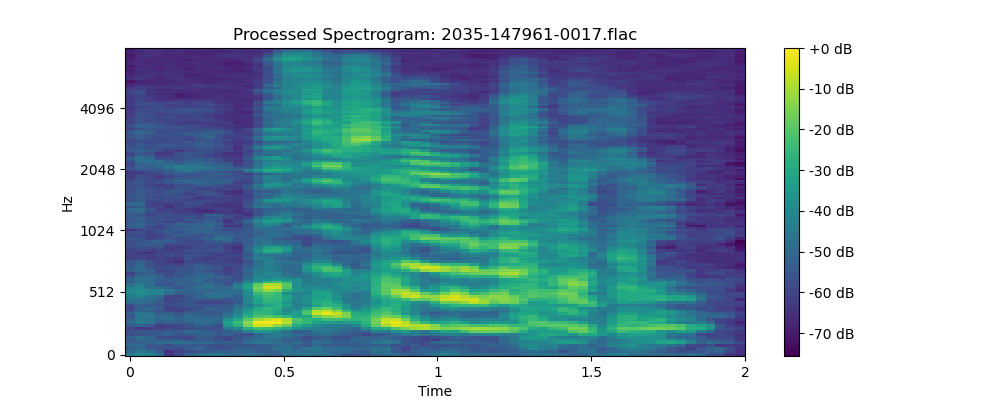 Processed Spectrogram: 2035-147961-0017.flac
Hz
4096
2048
1024
512
0
0 0.5 1 1.5 2
Time
+0 dB
-10 dB
-20 dB
-30 dB
-40 dB
-50 dB
-60 dB
-70 dB